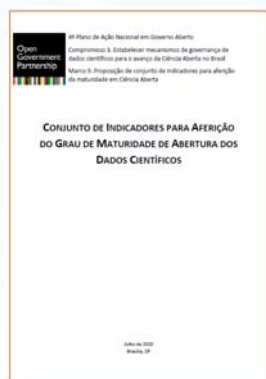 Open
Government
Partnership
4º Plano de Ação Nacional em Governo Aberto
Compromisso 3: Estabelecer mecanismos de governança de
dados científicos para o avanço da Ciência Aberta no Brasil
Marco 9: Proposição de conjunto de indicadores para aferição
da maturidade em Ciência Aberta
CONJUNTO DE INDICADORES PARA AFERIÇÃO
DO GRAU DE MATURIDADE DE ABERTURA DOS
DADOS CIENTÍFICOS
Julho de 2020
Brasília, DF